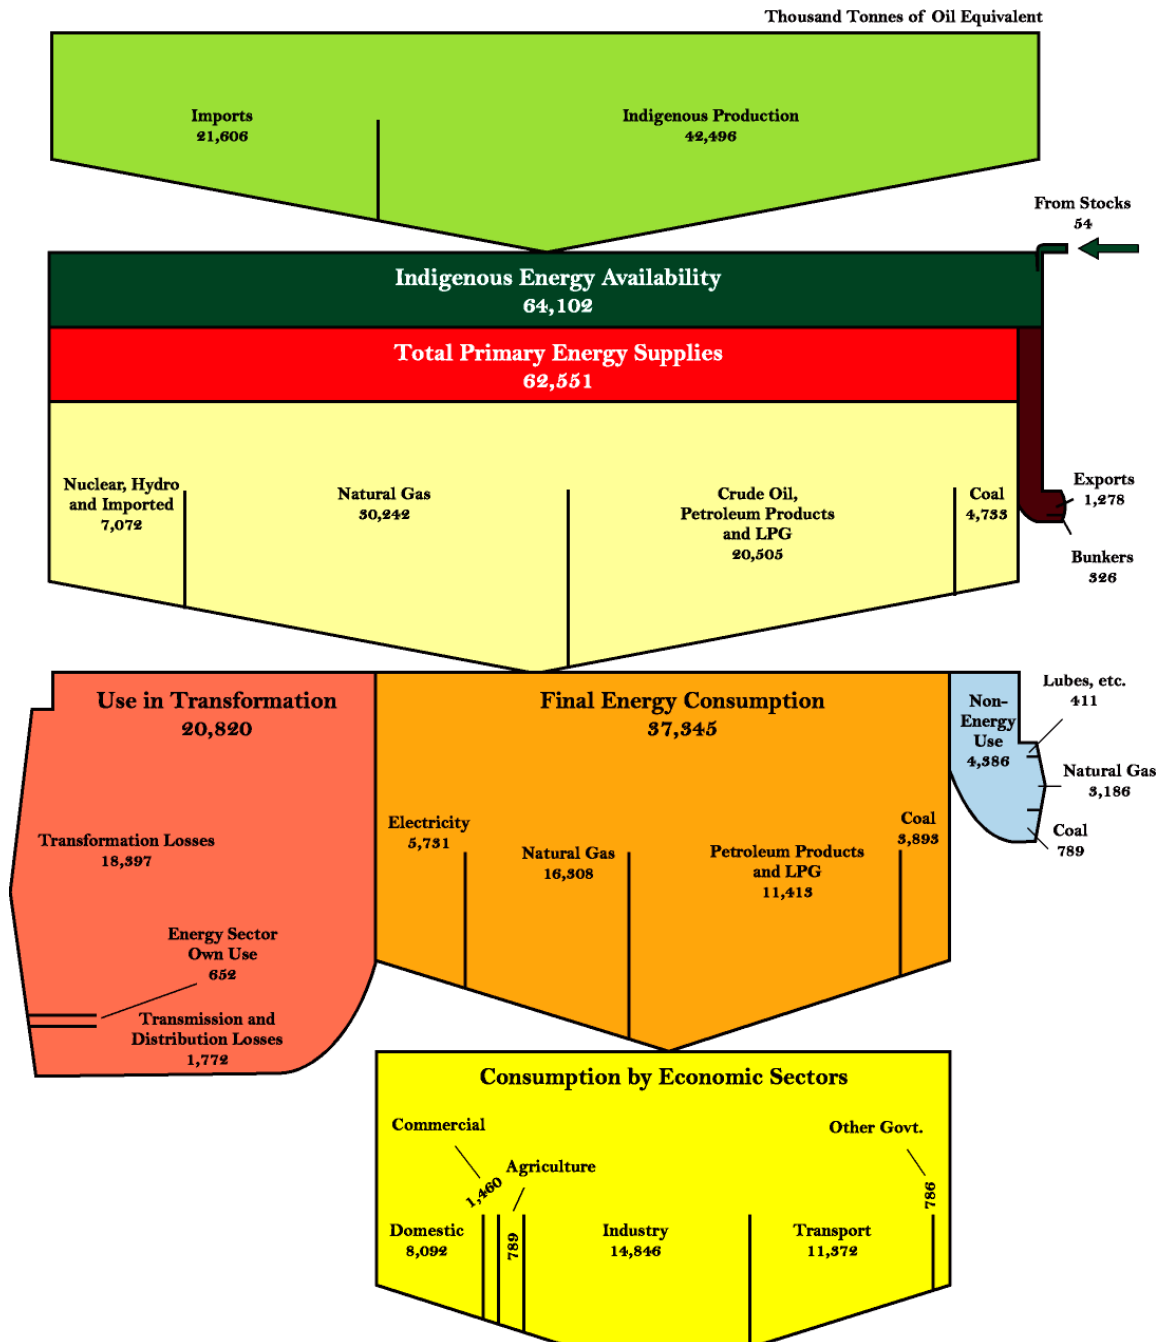 Thousand Tonnes of Oil Equivalent
Imports
21,606
Indigenous Production
42,496
From Stocks
54
Indigenous Energy Availability
64,102
Total Primary Energy Supplies
62,551
Nuclear, Hydro
and Imported
7,072
Natural Gas
30,242
Crude Oil,
Petroleum Products
and LPG
20,505
Coal
4,733
Exports
1,278
Bunkers
326
Use in Transformation
20,820
Final Energy Consumption
37,345
Non-
Energy
Use
4,386
Lubes, etc.
411
Natural Gas
3,186
Coal
789
Transformation Losses
18,397
Energy Sector
Own Use
652
Transmission and
Distribution Losses
1,772
Electricity
5,731
Natural Gas
16,308
Petroleum Products
and LPG
11,413
Coal
3,893
Consumption by Economic Sectors
Commercial
1,460
Agriculture
789
Other Govt.
786
Domestic
8,092
Industry
14,846
Transport
11,372